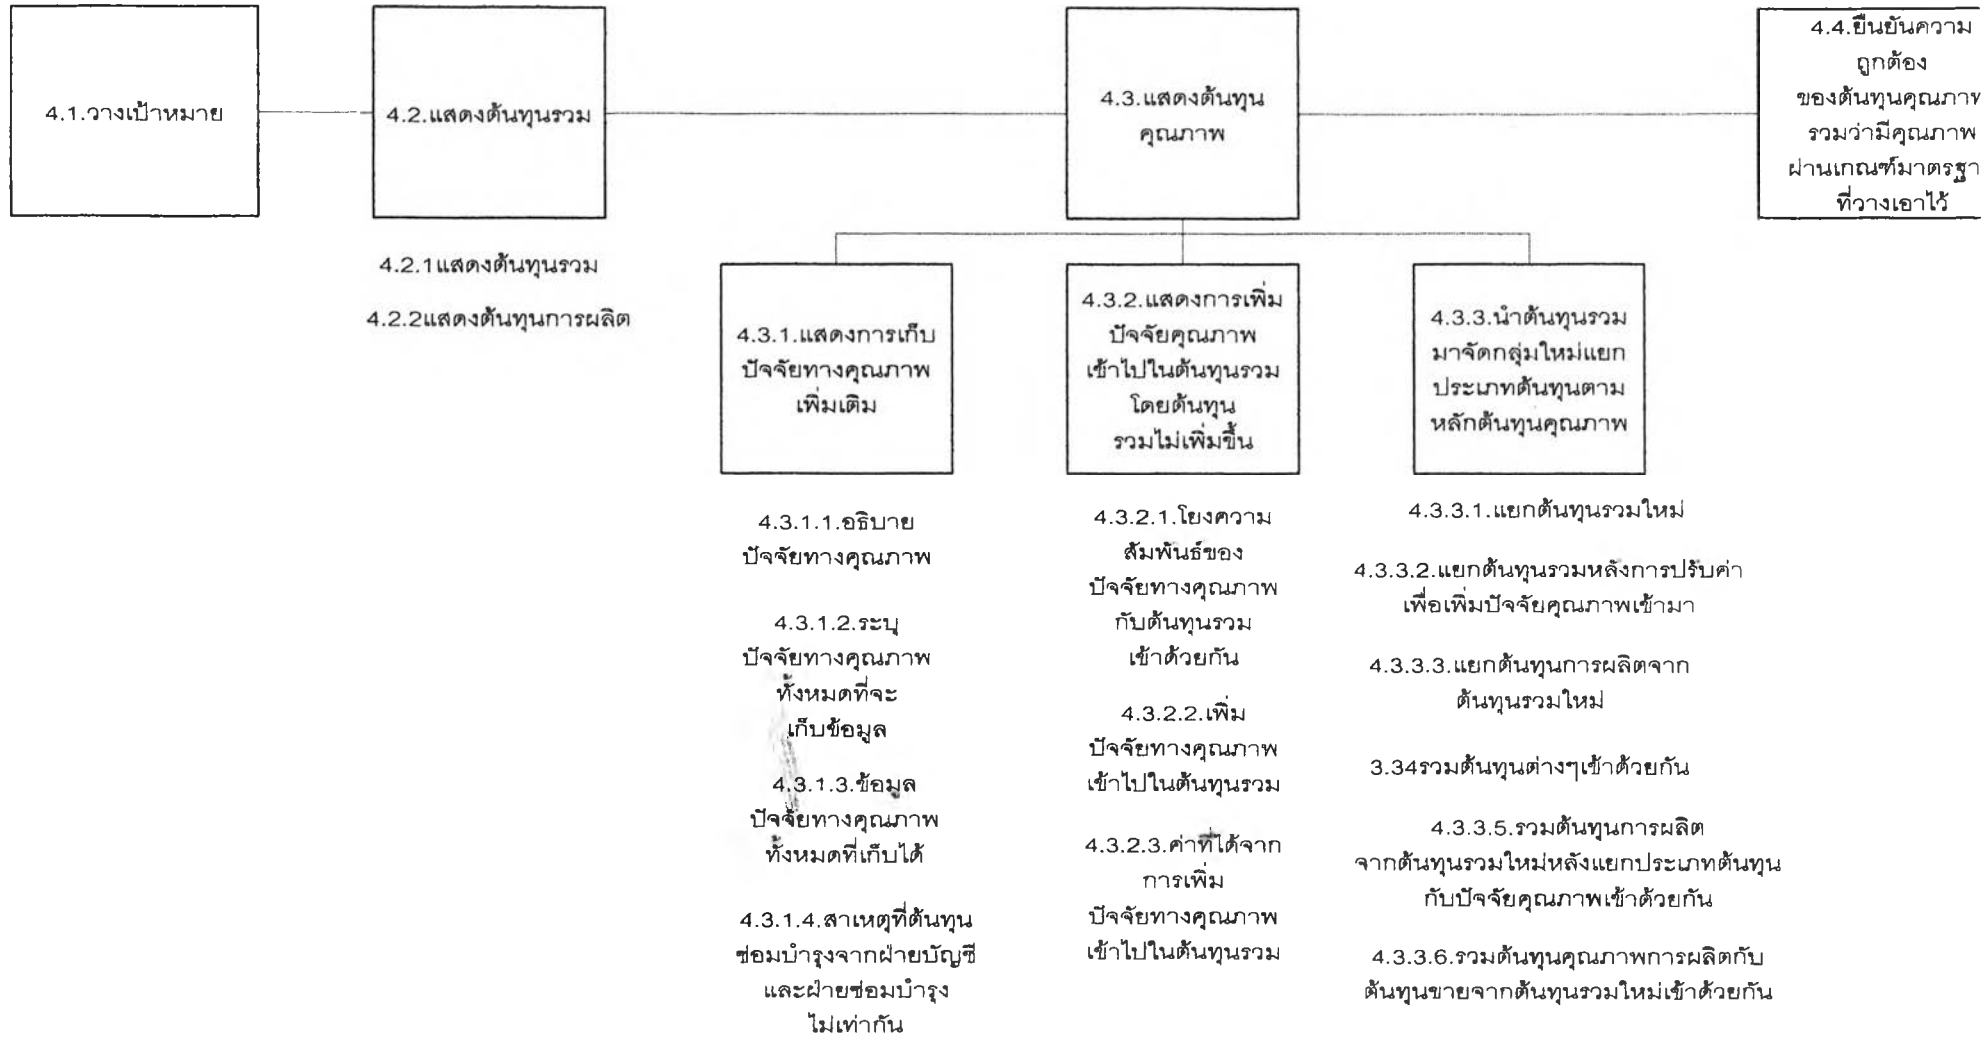 4.1.วางเป้าหมาย
4.2.แสดงต้นทุนรวม
4.3.แสดงต้นทุน
คุณภาพ
4.4.ยืนยันความ
ถูกต้อง
ของต้นทุนคุณภาพ
รวมว่ามีคุณภาพ
ผ่านเกณฑ์มาตรฐา
ที่วางเอาไว้
4.2.1แสดงต้นทุนรวม
4.2.2แสดงต้นทุนการผลิต
4.3.1.แสดงการเก็บ
ปัจจัยทางคุณภาพ
เพิ่มเติม
4.3.1.1.อธิบาย
ปัจจัยทางคุณภาพ
4.3.1.2.ระบุ
ปัจจัยทางคุณภาพ
ทั้งหมดที่จะ
เก็บข้อมูล
4.3.1.3.ข้อมูล
ปัจจัยทางคุณภาพ
ทั้งหมดที่เก็บได้
4.3.1.4.สาเหตุที่ต้นทุน
ซ่อมบำรุงจากฝ่ายบัญชี
และฝ่ายซ่อมบำรุง
ไม่เท่ากัน
4.3.2.แสดงการเพิ่ม
ปัจจัยคุณภาพ
เข้าไปในต้นทุนรวม
โดยต้นทุน
รวมไม่เพิ่มขึ้น
4.3.2.1.โยงความ
สัมพันธ์ของ
ปัจจัยทางคุณภาพ
กับต้นทุนรวม
เข้าด้วยกัน
4.3.2.2.เพิ่ม
ปัจจัยทางคุณภาพ
เข้าไปในต้นทุนรวม
4.3.2.3.ค่าที่ได้จาก
การเพิ่ม
ปัจจัยทางคุณภาพ
เข้าไปในต้นทุนรวม
4.3.3.นำต้นทุนรวม
มาจัดกลุ่มใหม่แยก
ประเภทต้นทุนตาม
หลักต้นทุนคุณภาพ
4.3.3.1.แยกต้นทุนรวมใหม่
4.3.3.2.แยกต้นทุนรวมหลังการปรับค่า
เพื่อเพิ่มปัจจัยคุณภาพเข้ามา
4.3.3.3.แยกต้นทุนการผลิตจาก
ต้นทุนรวมใหม่
3.34รวมต้นทุนต่างๆเข้าด้วยกัน
4.3.3.5.รวมต้นทุนการผลิต
จากต้นทุนรวมใหม่หลังแยกประเภทต้นทุน
กับปัจจัยคุณภาพเข้าด้วยกัน
4.3.3.6.รวมต้นทุนคุณภาพการผลิตกับ
ต้นทุนขายจากต้นทุนรวมใหม่เข้าด้วยกัน